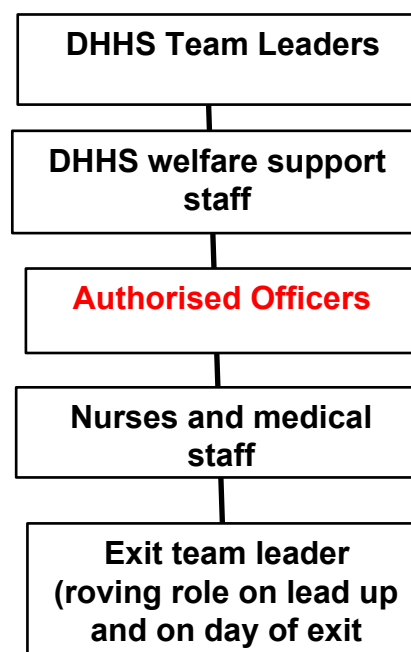 DHHS Team Leaders
DHHS welfare support
staff
Authorised Officers
Nurses and medical
staff
Exit team leader
(roving role on lead up
and on day of exit